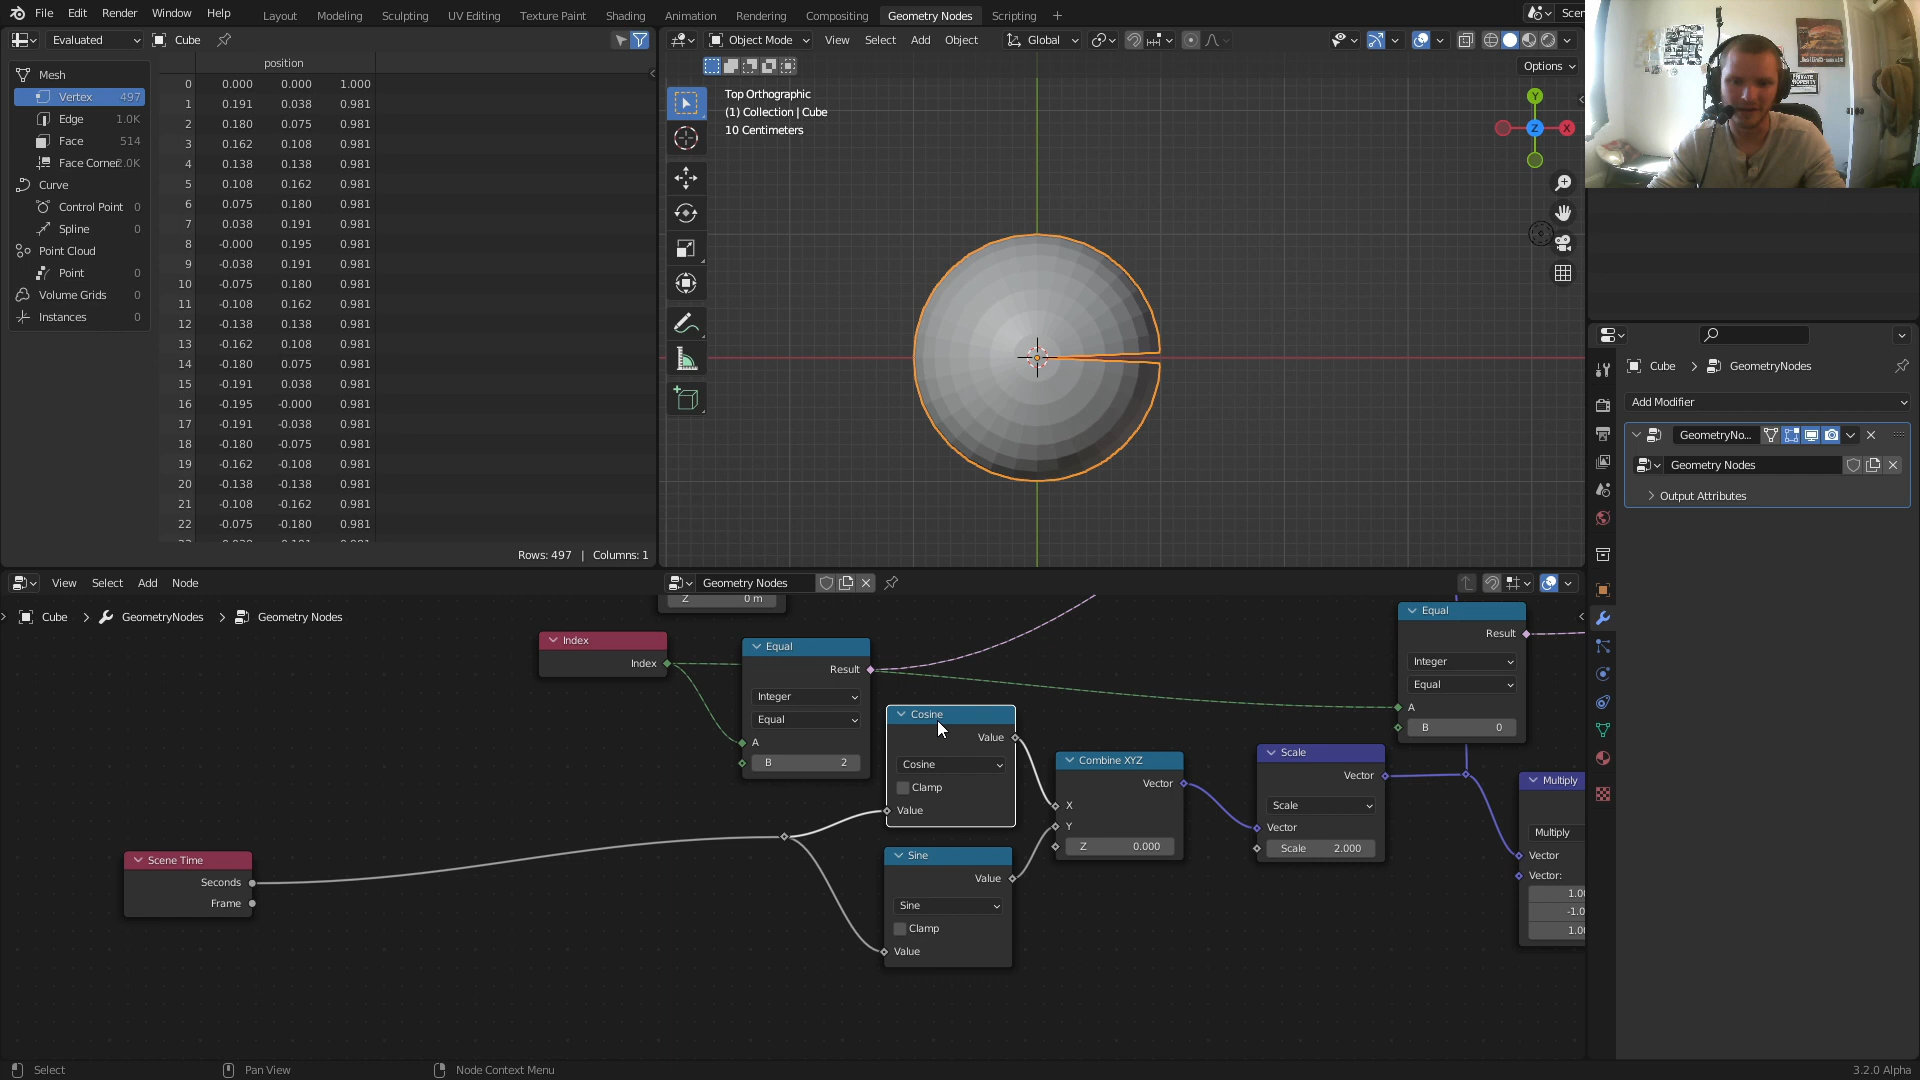 File Edit Render Window Help Layout Modeling Sculpting UV Editing Texture Paint Shading Animation Rendering Compositing Geometry Nodes Scripting + Scen
Evaluated Cube
Object Mode View Select Add Object Global
Options
Mesh
Vertex 497
Edge 1.0K
Face 514
Face Corne 2.0K
Curve
Control Point 0
Spline 0
Point Cloud
Point 0
Volume Grids 0
Instances 0
position
0 0.000 0.000 1.000
1 0.191 0.038 0.981
2 0.180 0.075 0.981
3 0.162 0.108 0.981
4 0.138 0.138 0.981
5 0.108 0.162 0.981
6 0.075 0.180 0.981
7 0.038 0.191 0.981
8 -0.000 0.195 0.981
9 -0.038 0.191 0.981
10 -0.075 0.180 0.981
11 -0.108 0.162 0.981
12 -0.138 0.138 0.981
13 -0.162 0.108 0.981
14 -0.180 0.075 0.981
15 -0.191 0.038 0.981
16 -0.195 -0.000 0.981
17 -0.191 -0.038 0.981
18 -0.180 -0.075 0.981
19 -0.162 -0.108 0.981
20 -0.138 -0.138 0.981
21 -0.108 -0.162 0.981
22 -0.075 -0.180 0.981
Rows: 497 | Columns: 1
Top Orthographic
(1) Collection | Cube
10 Centimeters
Y
Z
X
PRIVATE
PROPERTY
Cube GeometryNodes
Add Modifier
GeometryNo...
Geometry Nodes
Output Attributes
View Select Add Node
Geometry Nodes
Cube GeometryNodes Geometry Nodes
Z 0 m
Index
Index
Equal
Result
Integer
Equal
A
B 2
Scene Time
Seconds
Frame
Cosine
Value
Cosine
Clamp
Value
Sine
Value
Sine
Clamp
Value
Combine XYZ
Vector
X
Y
Z 0.000
Scale
Vector
Scale
Vector
Scale 2.000
Equal
Result
Integer
Equal
A
B 0
Multiply
Multiply
Vector
Vector:
1.0
-1.0
1.0
Select Pan View Node Context Menu
3.2.0 Alpha